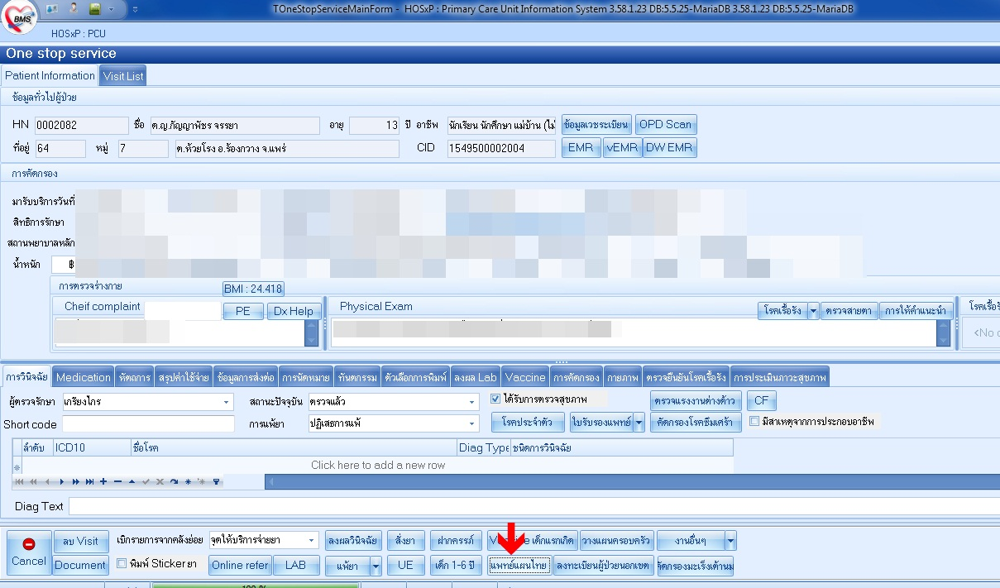 TOneStopServiceMainForm - HOSxP : Primary Care Unit Information System 3.58.1.23 DB:5.5.25-MariaDB 3.58.1.23 DB:5.5.25-MariaDB
BMS
HOSxP : PCU
One stop service
Patient Information Visit List
ข้อมูลทั่วไปผู้ป่วย
HN 0002082 ชื่อ ด.ญ.กัญญาพัชร จรรยา อายุ 13 ปี อาชีพ นักเรียน นักศึกษา แม่บ้าน (ไม่ ข้อมูลเวชระเบียน OPD Scan
ที่อยู่ 64 หมู่ 7 ต.ห้วยโรง อ.ร้องกวาง จ.แพร่ CID 1549500002004 EMR vEMR DW EMR
การคัดกรอง
มารับบริการวันที่
สิทธิการรักษา
สถานพยาบาลหลัก
น้ำหนัก
การตรวจร่างกาย BMI : 24.418
Cheif complaint PE Dx Help Physical Exam โรคเรื้อรัง ตรวจสายตา การให้คำแนะนำ โรคเรื้อรั
<No
การวินิจฉัย Medication หัตถการ สรุปค่าใช้จ่าย ข้อมูลการส่งต่อ การนัดหมาย ทันตกรรม ตัวเลือกการพิมพ์ ลงผล Lab Vaccine การคัดกรอง กายภาพ ตรวจยืนยันโรคเรื้อรัง การประเมินภาวะสุขภาพ
ผู้ตรวจรักษา เกรียงไกร สถานะปัจจุบัน ตรวจแล้ว ได้รับการตรวจสุขภาพ ตรวจแรงงานต่างด้าว CF
Short code การแพ้ยา ปฏิเสธการแพ้ โรคประจำตัว ใบรับรองแพทย์ คัดกรองโรคซึมเศร้า มีสาเหตุจากการประกอบอาชีพ
ลำดับ ICD10 ชื่อโรค Diag Type ชนิดการวินิจฉัย
Click here to add a new row
Diag Text
Cancel ลบ Visit เบิกรายการจากคลังย่อย จุดให้บริการจ่ายยา ลงผลวินิจฉัย สั่งยา ฝากครรภ์ เด็กแรกเกิด วางแผนครอบครัว งานอื่นๆ
Document พิมพ์ Sticker ยา Online refer LAB แพ้ยา UE เด็ก 1-6 ปี แพทย์แผนไทย ลงทะเบียนผู้ป่วยนอกเขต คัดกรองมะเร็งเต้านม
100 %